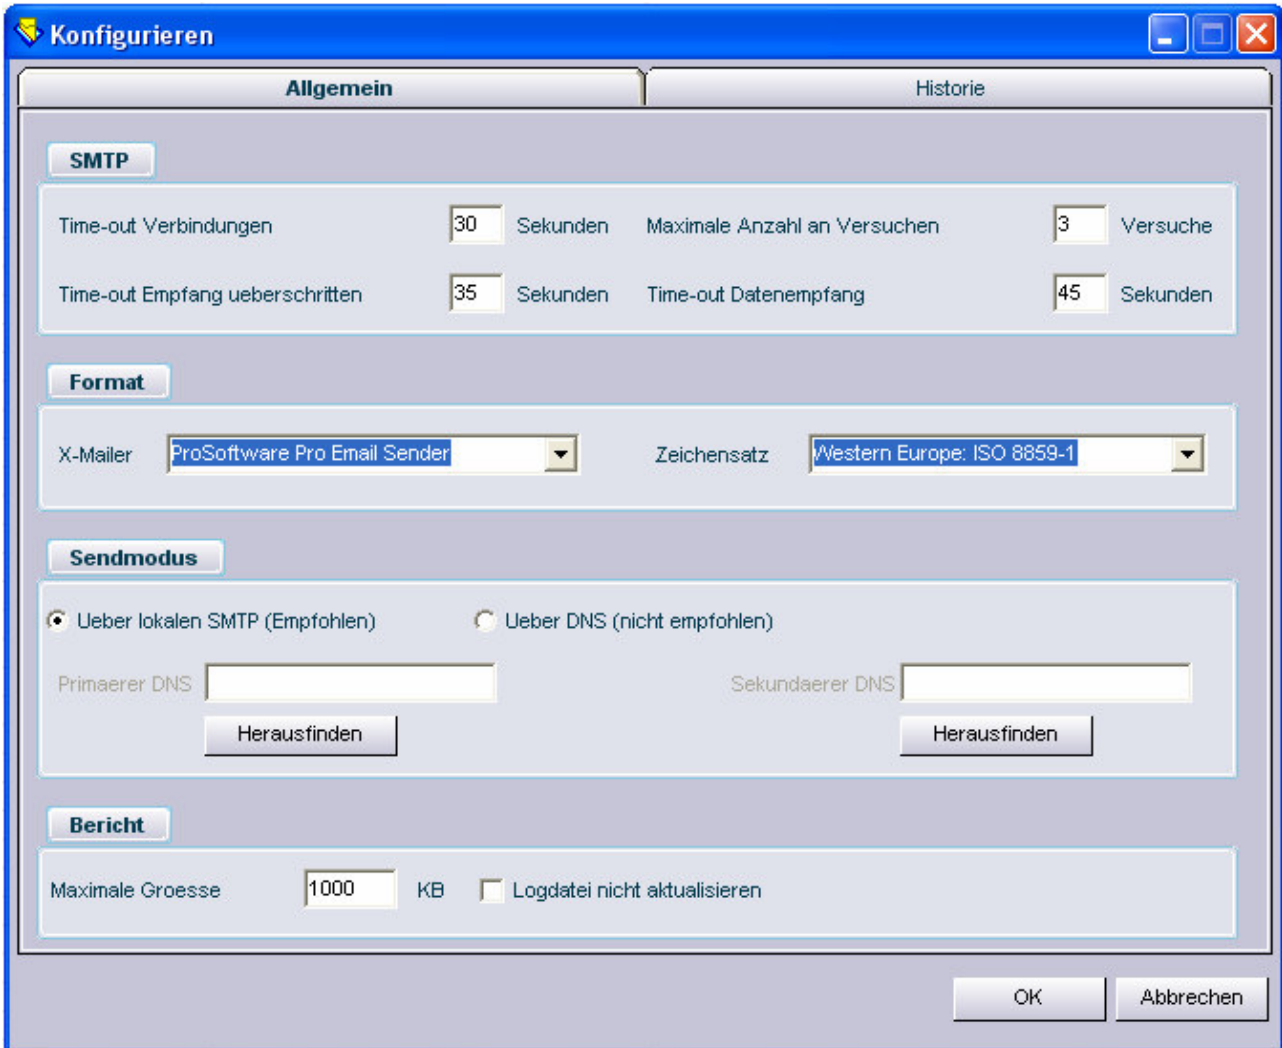 Konfigurieren
Allgemein Historie
SMTP
Time-out Verbindungen 30 Sekunden Maximale Anzahl an Versuchen 3 Versuche
Time-out Empfang ueberschritten 35 Sekunden Time-out Datenempfang 45 Sekunden
Format
X-Mailer ProSoftware Pro Email Sender Zeichensatz Western Europe: ISO 8859-1
Sendmodus
Ueber lokalen SMTP (Empfohlen) Ueber DNS (nicht empfohlen)
Primaerer DNS Sekundaerer DNS
Herausfinden Herausfinden
Bericht
Maximale Groesse 1000 KB Logdatei nicht aktualisieren
OK Abbrechen